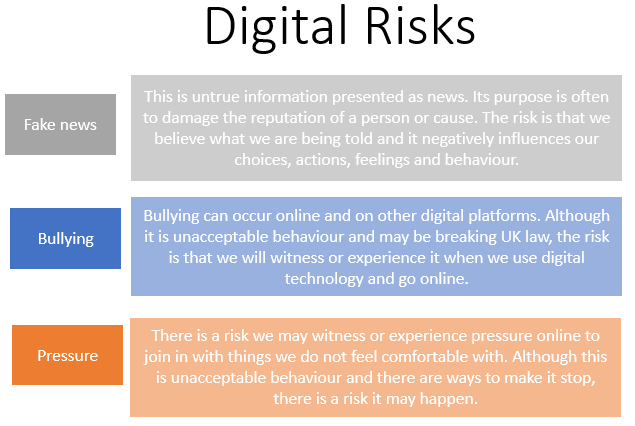 Digital Risks
Fake news
This is untrue information presented as news. Its purpose is often
to damage the reputation of a person or cause. The risk is that we
believe what we are being told and it negatively influences our
choices, actions, feelings and behaviour.
Bullying
Bullying can occur online and on other digital platforms. Although
it is unacceptable behaviour and may be breaking UK law, the risk
is that we will witness or experience it when we use digital
technology and go online.
Pressure
There is a risk we may witness or experience pressure online to
join in with things we do not feel comfortable with. Although this
is unacceptable behaviour and there are ways to make it stop,
there is a risk it may happen.